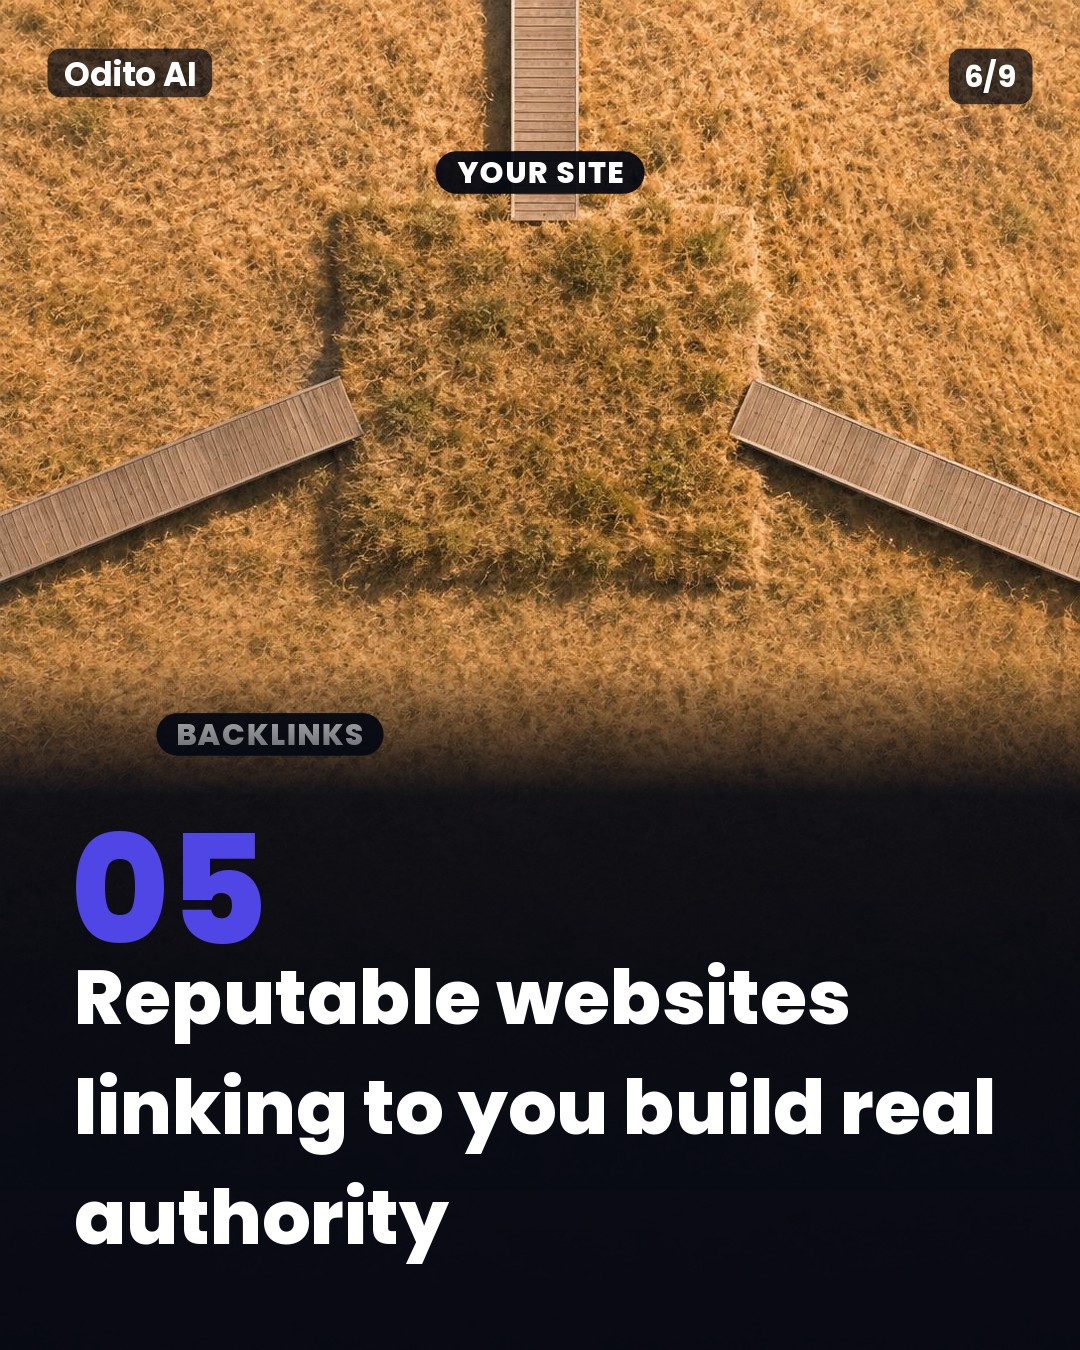 Odito AI
6/9
YOUR SITE
BACKLINKS
05
Reputable websites
linking to you build real
authority